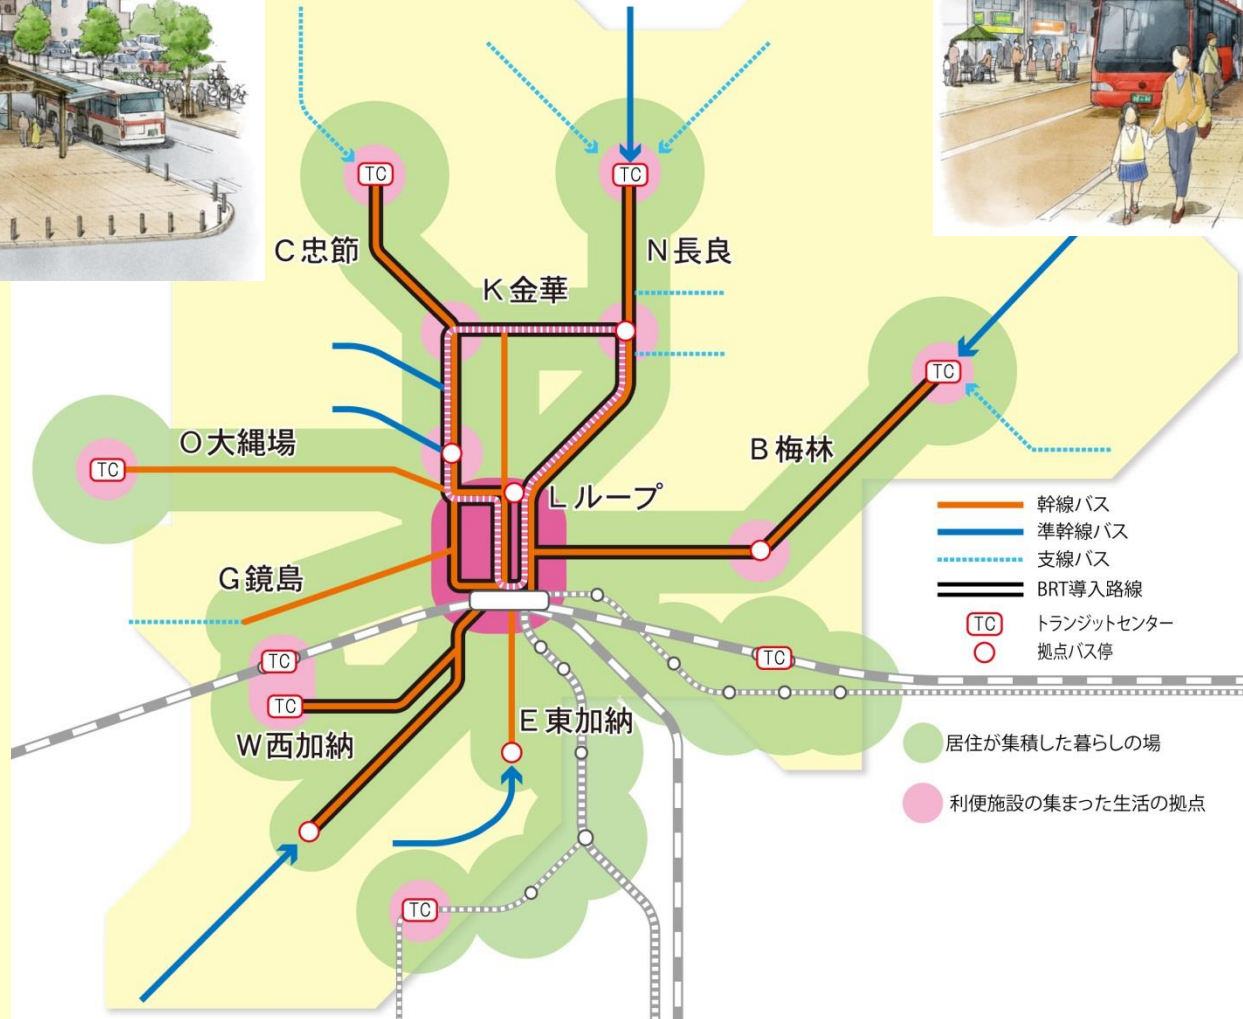 TC
TC
C忠節
N長良
K金華
TC
O大縄場
TC
B梅林
Lループ
G鏡島
TC
TC
TC
W西加納
E東加納
TC
幹線バス
準幹線バス
支線バス
BRT導入路線
TC トランジットセンター
拠点バス停
居住が集積した暮らしの場
利便施設の集まった生活の拠点